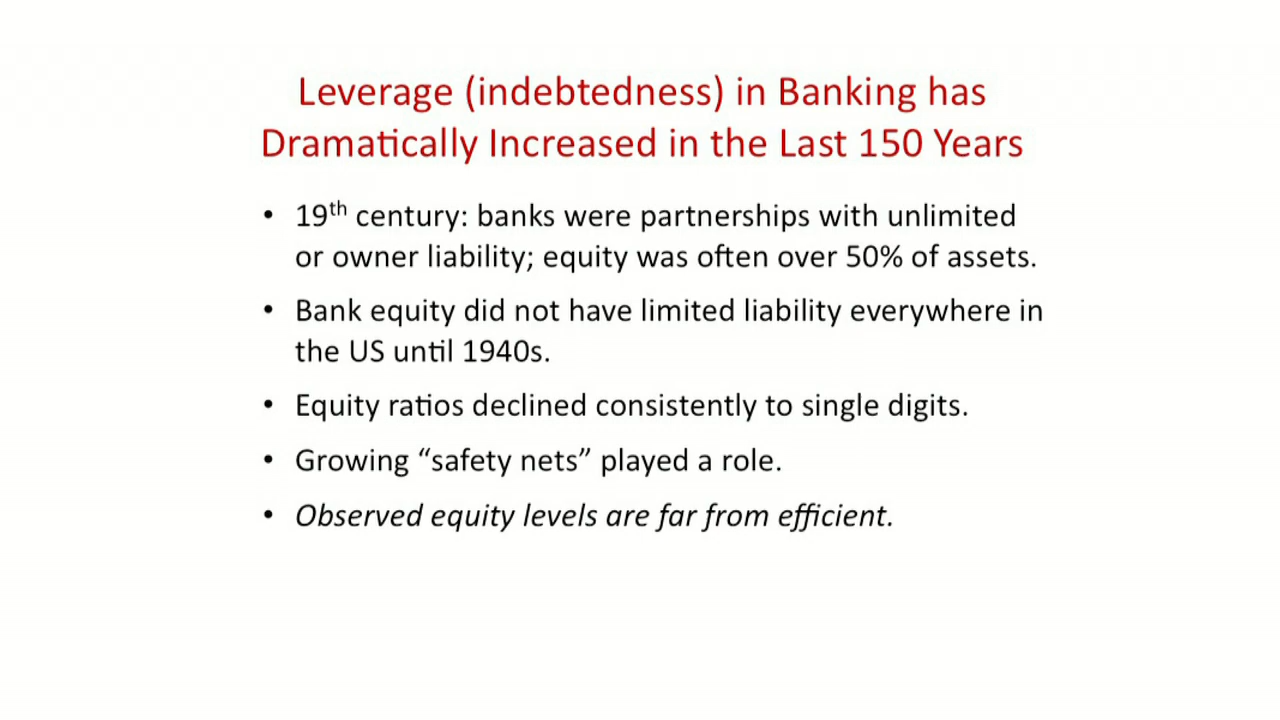 Leverage (indebtedness) in Banking has
Dramatically Increased in the Last 150 Years
• 19th century: banks were partnerships with unlimited
or owner liability; equity was often over 50% of assets.
• Bank equity did not have limited liability everywhere in
the US until 1940s.
• Equity ratios declined consistently to single digits.
• Growing “safety nets” played a role.
• Observed equity levels are far from efficient.